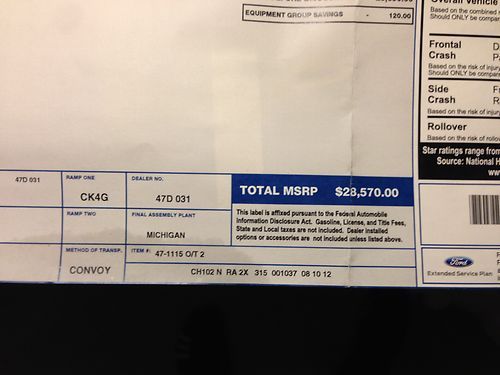 EQUIPMENT GROUP SAVINGS - 120.00
Overall Vehicle
Based on the combined
Should ONLY be compar
Frontal
Crash
Based on the risk of injury
Should ONLY be compar
Side
Crash
Based on the risk of injury
Rollover
Based on the risk of rollov
Star ratings range from
Source: National H
www
47D 031
RAMP ONE
CK4G
DEALER NO.
47D 031
TOTAL MSRP $28,570.00
RAMP TWO
FINAL ASSEMBLY PLANT
MICHIGAN
This label is affixed pursuant to the Federal Automobile
Information Disclosure Act. Gasoline, License, and Title Fees,
State and Local taxes are not included. Dealer installed
options or accessories are not included unless listed above.
METHOD OF TRANSP.
CONVOY
ITEM #:
47-1115 O/T 2
CH102 N RA 2X 315 001037 08 10 12
Ford
Extended Service Plan